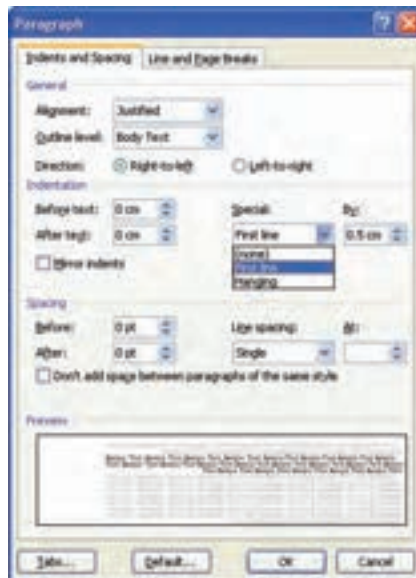 Paragraph
Indents and Spacing Line and Page Breaks
General
Alignment: Justified
Outline level: Body Text
Direction: Right-to-left Left-to-right
Indentation
Before text: 0 cm Special: By:
After text: 0 cm First line 0.5 cm
Mirror indents (none)
First line
Hanging
Spacing
Before: 0 pt Line spacing: At:
After: 0 pt Single
Don't add space between paragraphs of the same style
Preview
Tabs... Default... OK Cancel